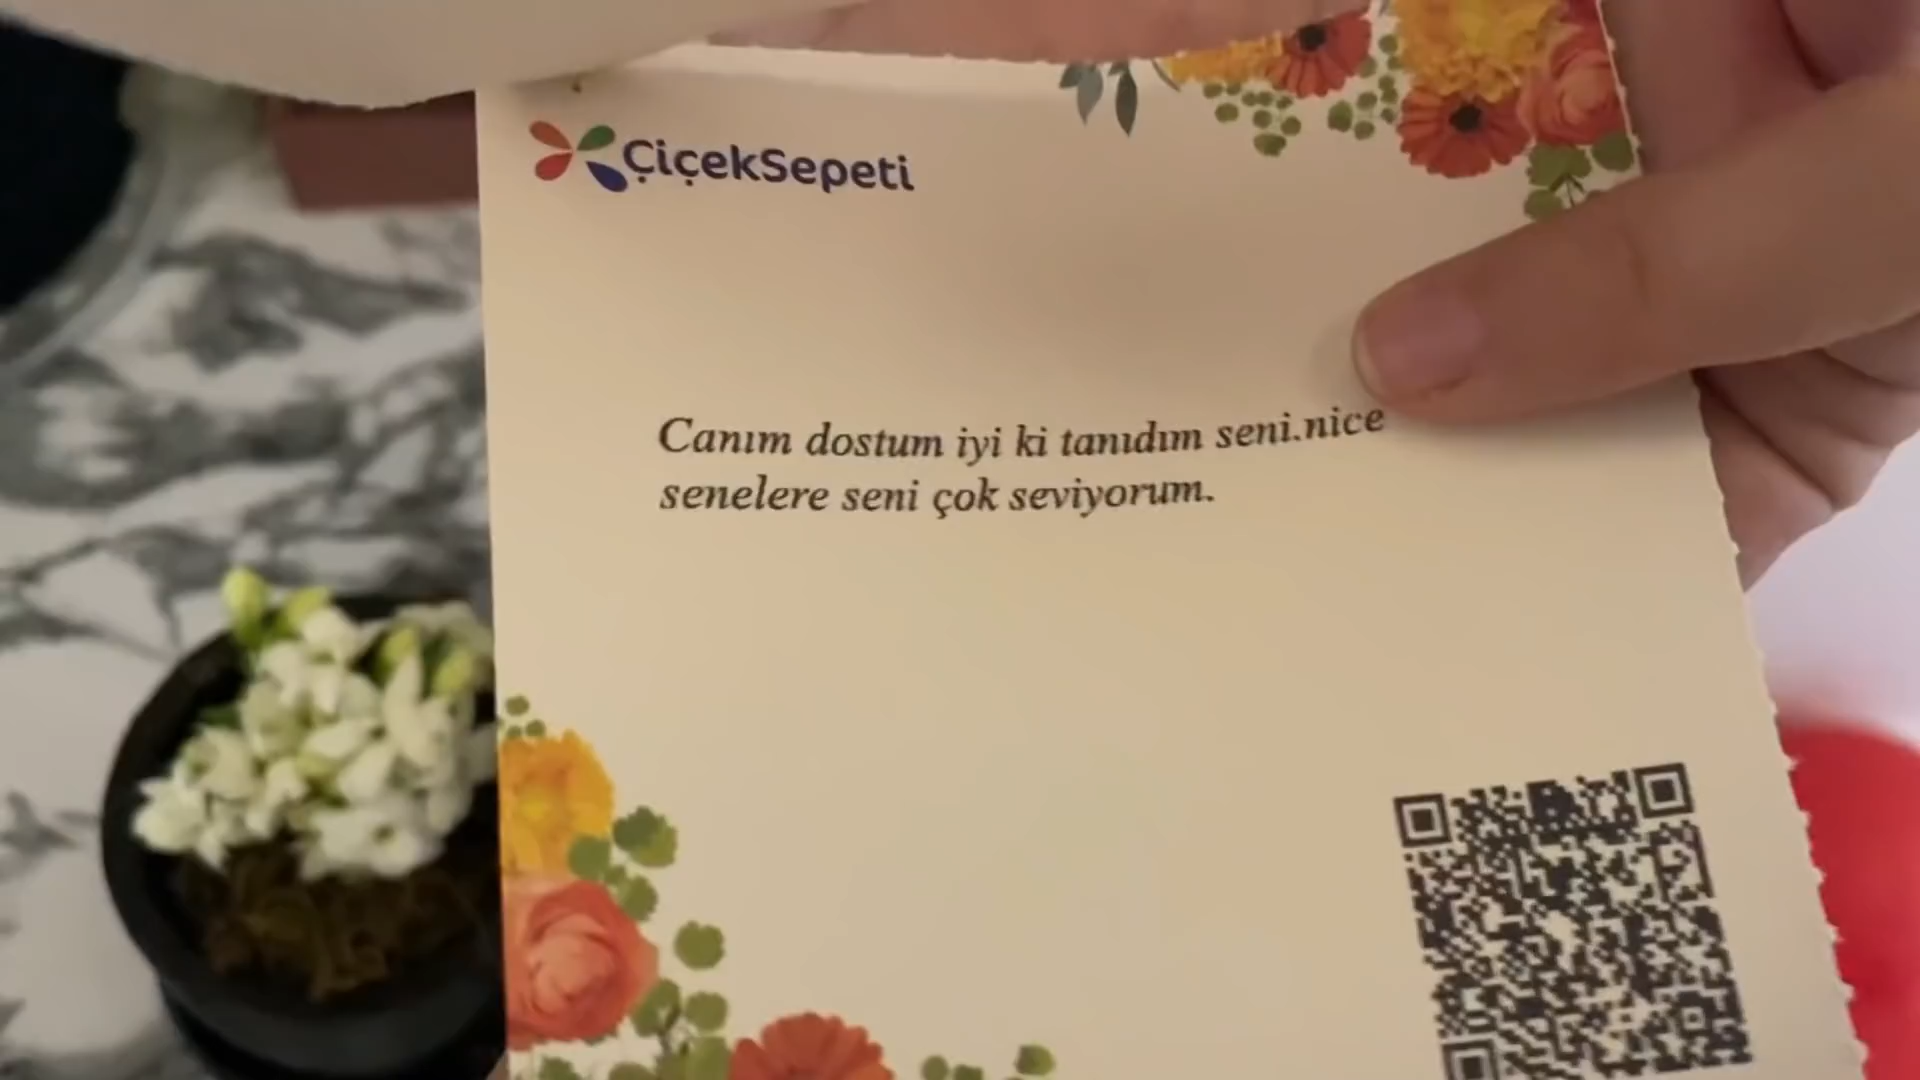 ÇiçekSepeti
Canım dostum iyi ki tanıdım seni.nice
senelere seni çok seviyorum.